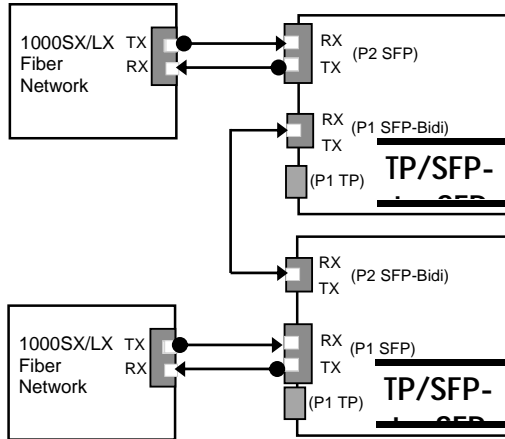 1000SX/LX TX
Fiber RX
Network
RX
TX
(P2 SFP)
RX
TX
(P1 SFP-Bidi)
(P1 TP)
TP/SFP-
RX
TX
(P2 SFP-Bidi)
1000SX/LX TX
Fiber RX
Network
RX
TX
(P1 SFP)
(P1 TP)
TP/SFP-